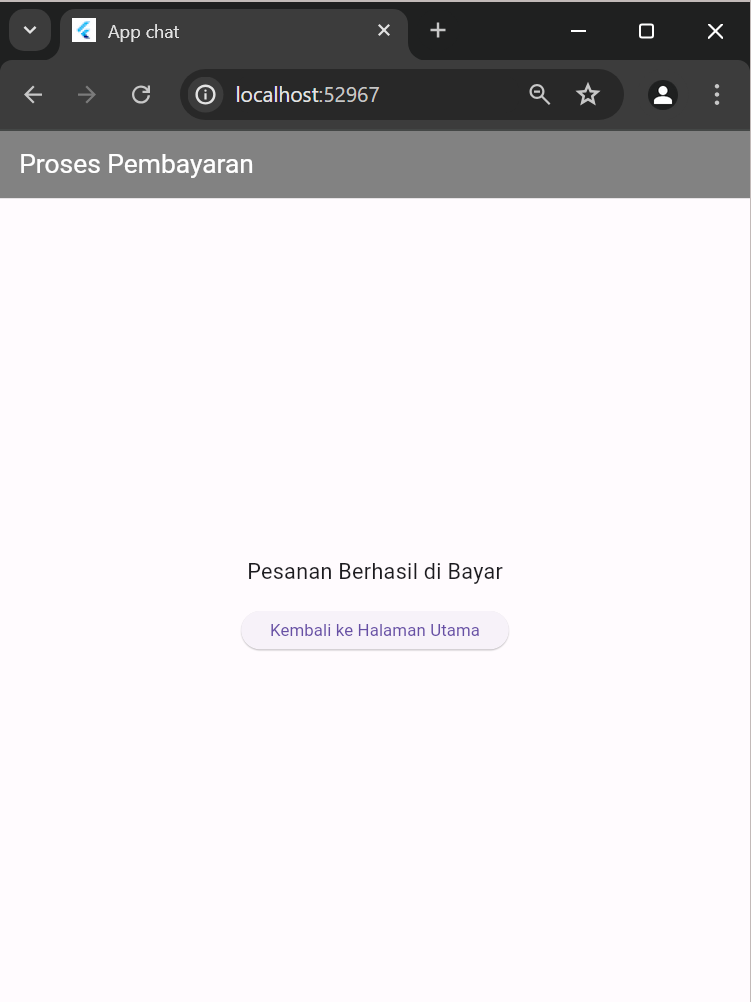 App chat
localhost:52967
Proses Pembayaran
Pesanan Berhasil di Bayar
Kembali ke Halaman Utama